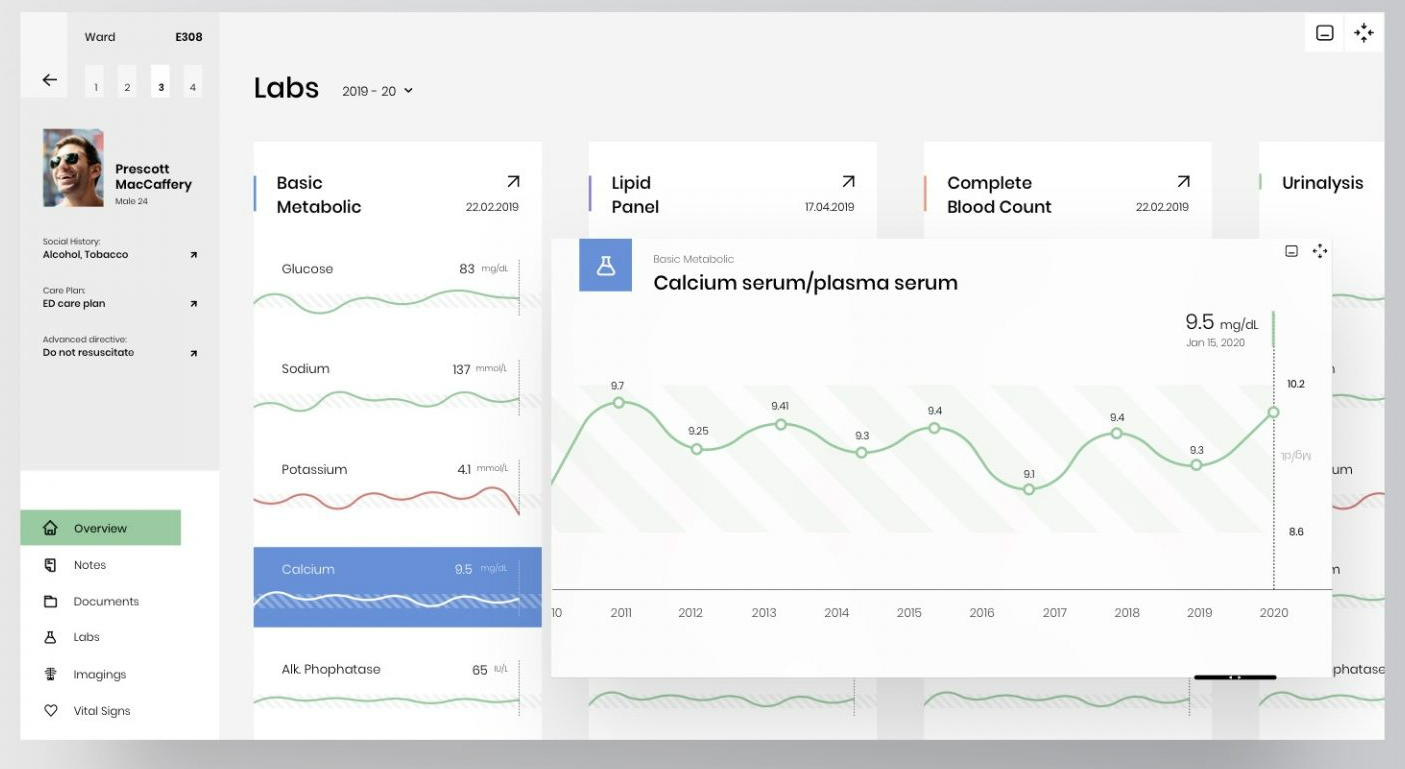 Ward
E308
1
2
3
4
Prescott
MacCaffery
Male 24
Social History:
Alcohol, Tobacco
Care Plan:
ED care plan
Advanced directive:
Do not resuscitate
Overview
Notes
Documents
Labs
Imagings
Vital Signs
Labs
2019 - 20
Basic
Metabolic
22.02.2019
Glucose
83 mg/dL
Sodium
137 mmol/L
Potassium
4.1 mmol/L
Calcium
9.5 mg/dL
Alk. Phophatase
65 IU/L
Lipid
Panel
17.04.2019
Complete
Blood Count
22.02.2019
Urinalysis
Basic Metabolic
Calcium serum/plasma serum
9.5 mg/dL
Jan 15, 2020
10.2
Mg/dL
8.6
9.7
9.25
9.41
9.3
9.4
9.1
9.4
9.3
10
2011
2012
2013
2014
2015
2016
2017
2018
2019
2020
um
phatase